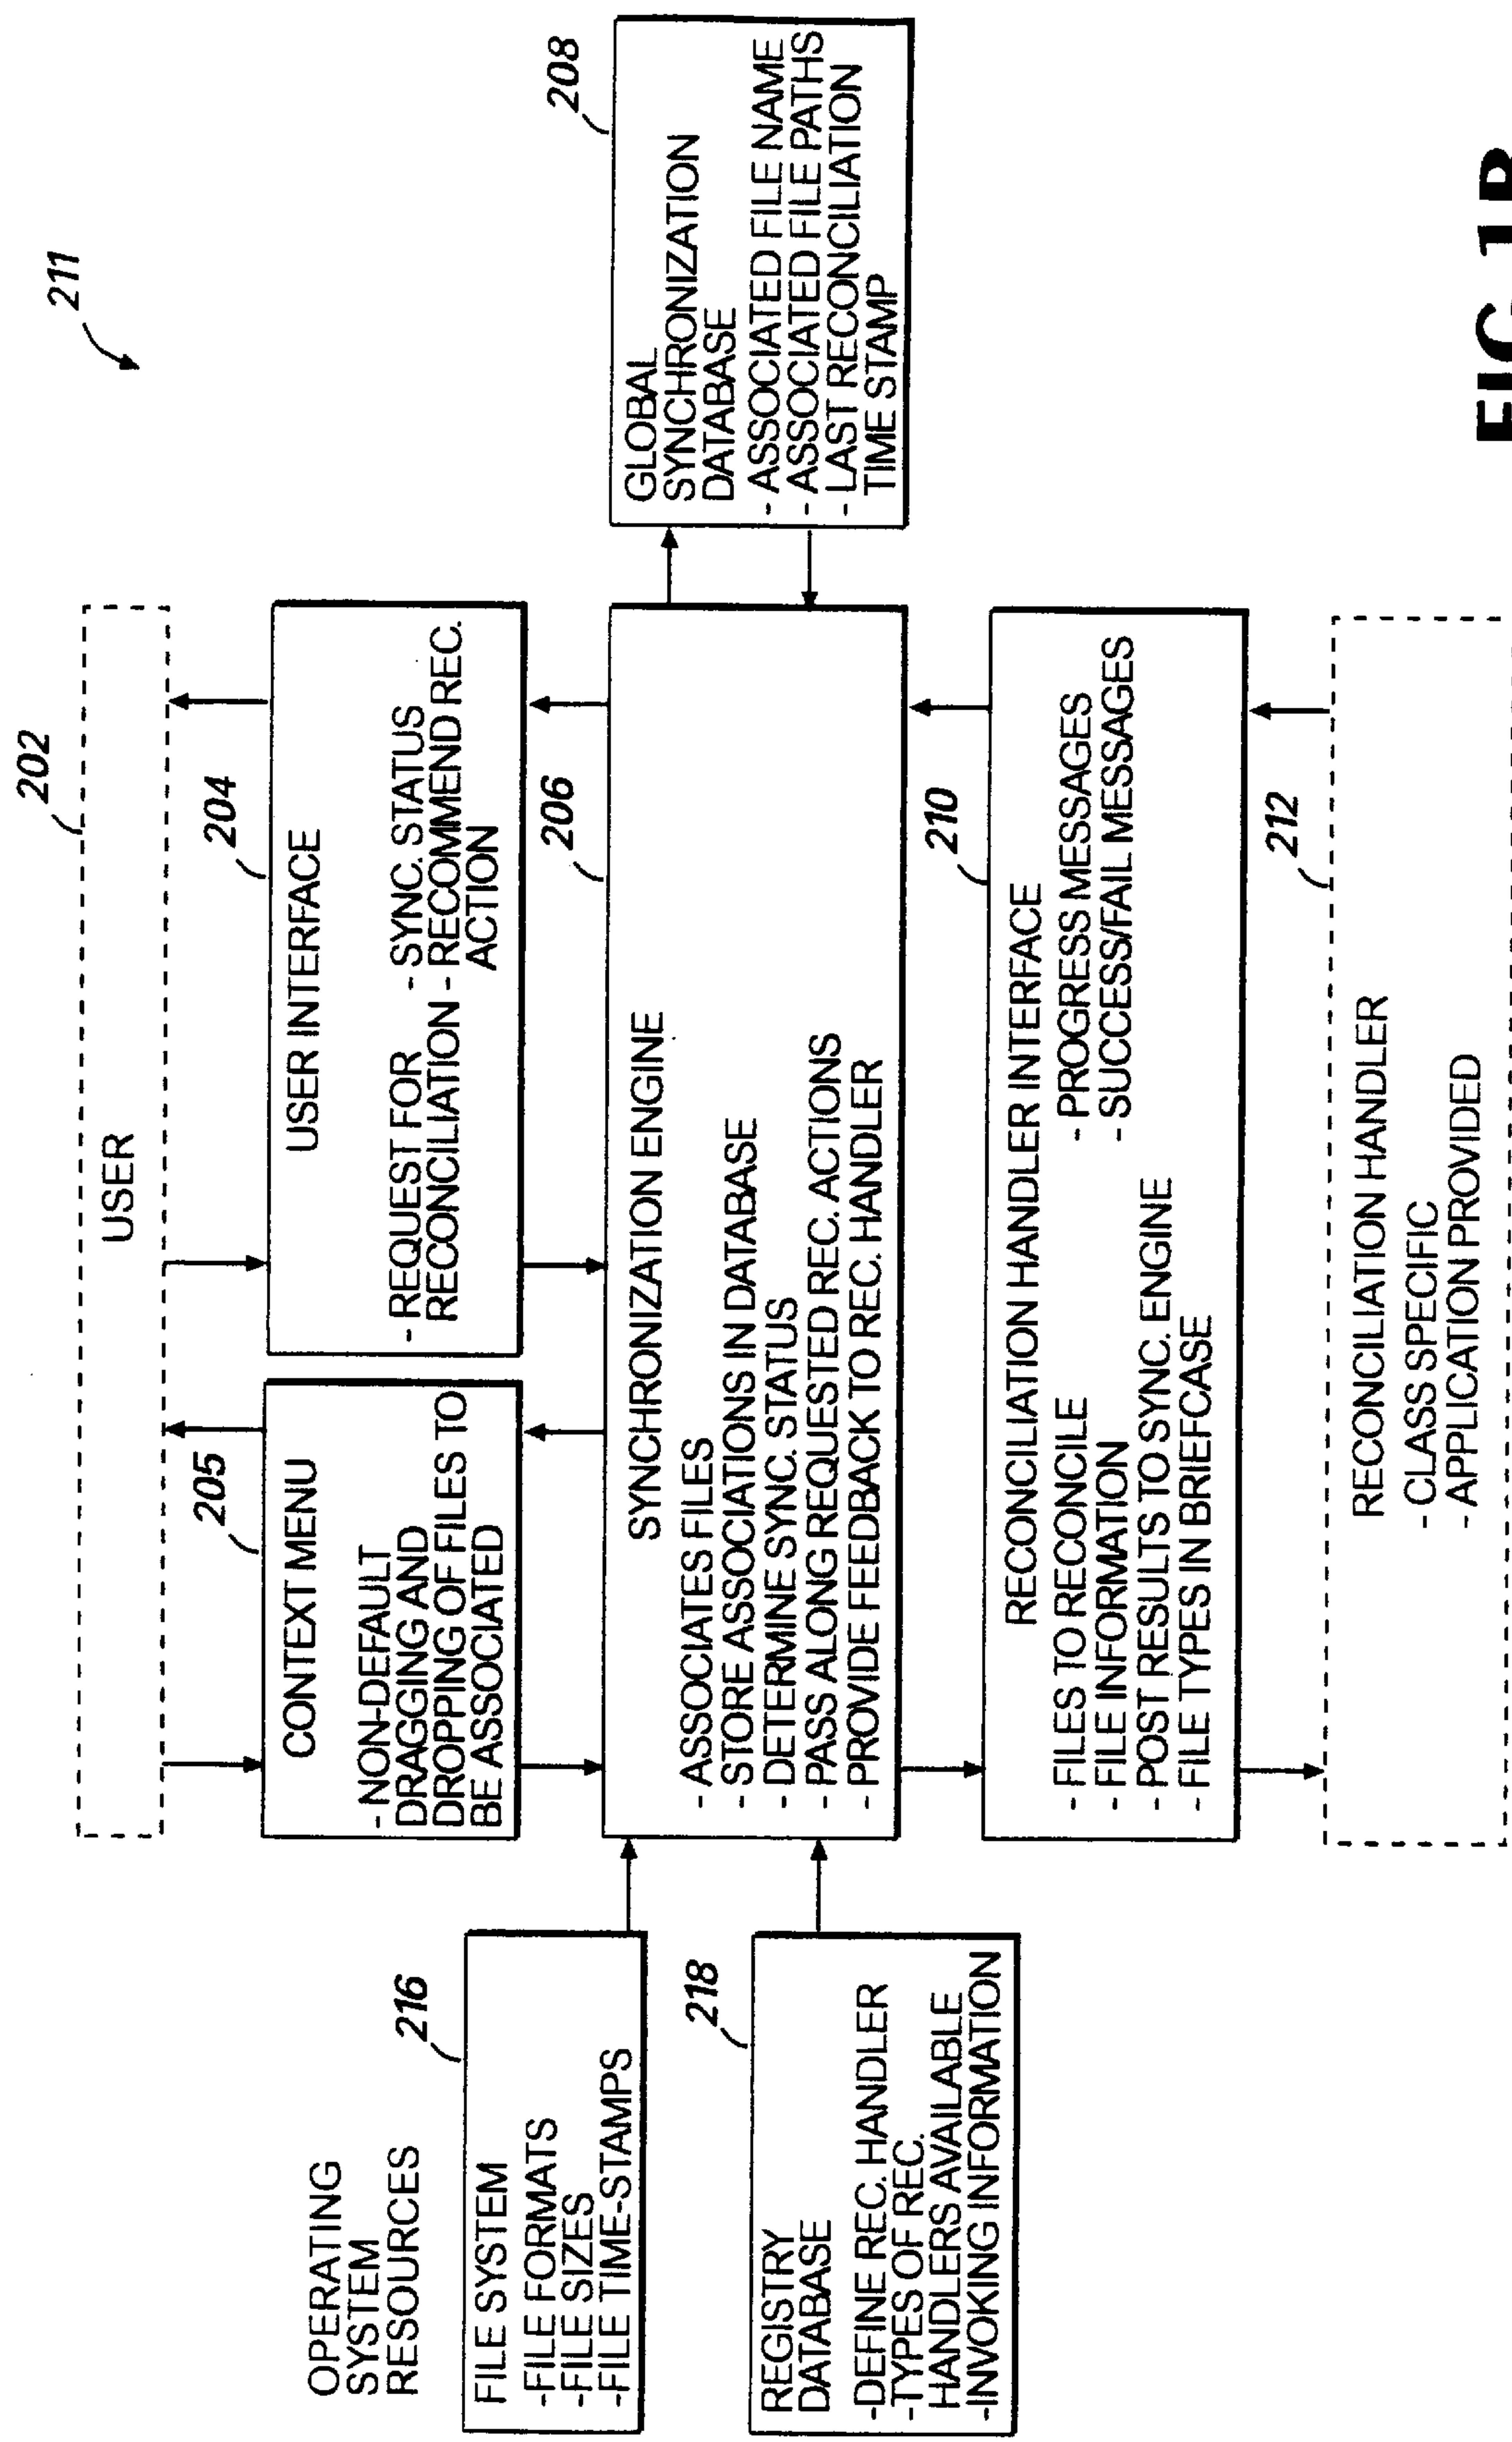 211
202
USER
205
204
CONTEXT MENU
- NON-DEFAULT
DRAGGING AND
DROPPING OF FILES TO
BE ASSOCIATED
USER INTERFACE
- REQUEST FOR
RECONCILIATION
- SYNC. STATUS
- RECOMMEND REC.
ACTION
OPERATING
SYSTEM
RESOURCES
216
FILE SYSTEM
-FILE FORMATS
-FILE SIZES
-FILE TIME-STAMPS
218
REGISTRY
DATABASE
-DEFINE REC. HANDLER
-TYPES OF REC.
HANDLERS AVAILABLE
-INVOKING INFORMATION
206
SYNCHRONIZATION ENGINE
- ASSOCIATES FILES
- STORE ASSOCIATIONS IN DATABASE
- DETERMINE SYNC. STATUS
- PASS ALONG REQUESTED REC. ACTIONS
- PROVIDE FEEDBACK TO REC. HANDLER
208
GLOBAL
SYNCHRONIZATION
DATABASE
- ASSOCIATED FILE NAME
- ASSOCIATED FILE PATHS
- LAST RECONCILIATION
TIME STAMP
210
RECONCILIATION HANDLER INTERFACE
- FILES TO RECONCILE
- FILE INFORMATION
- POST RESULTS TO SYNC. ENGINE
- FILE TYPES IN BRIEFCASE
- PROGRESS MESSAGES
- SUCCESS/FAIL MESSAGES
212
RECONCILIATION HANDLER
- CLASS SPECIFIC
- APPLICATION PROVIDED